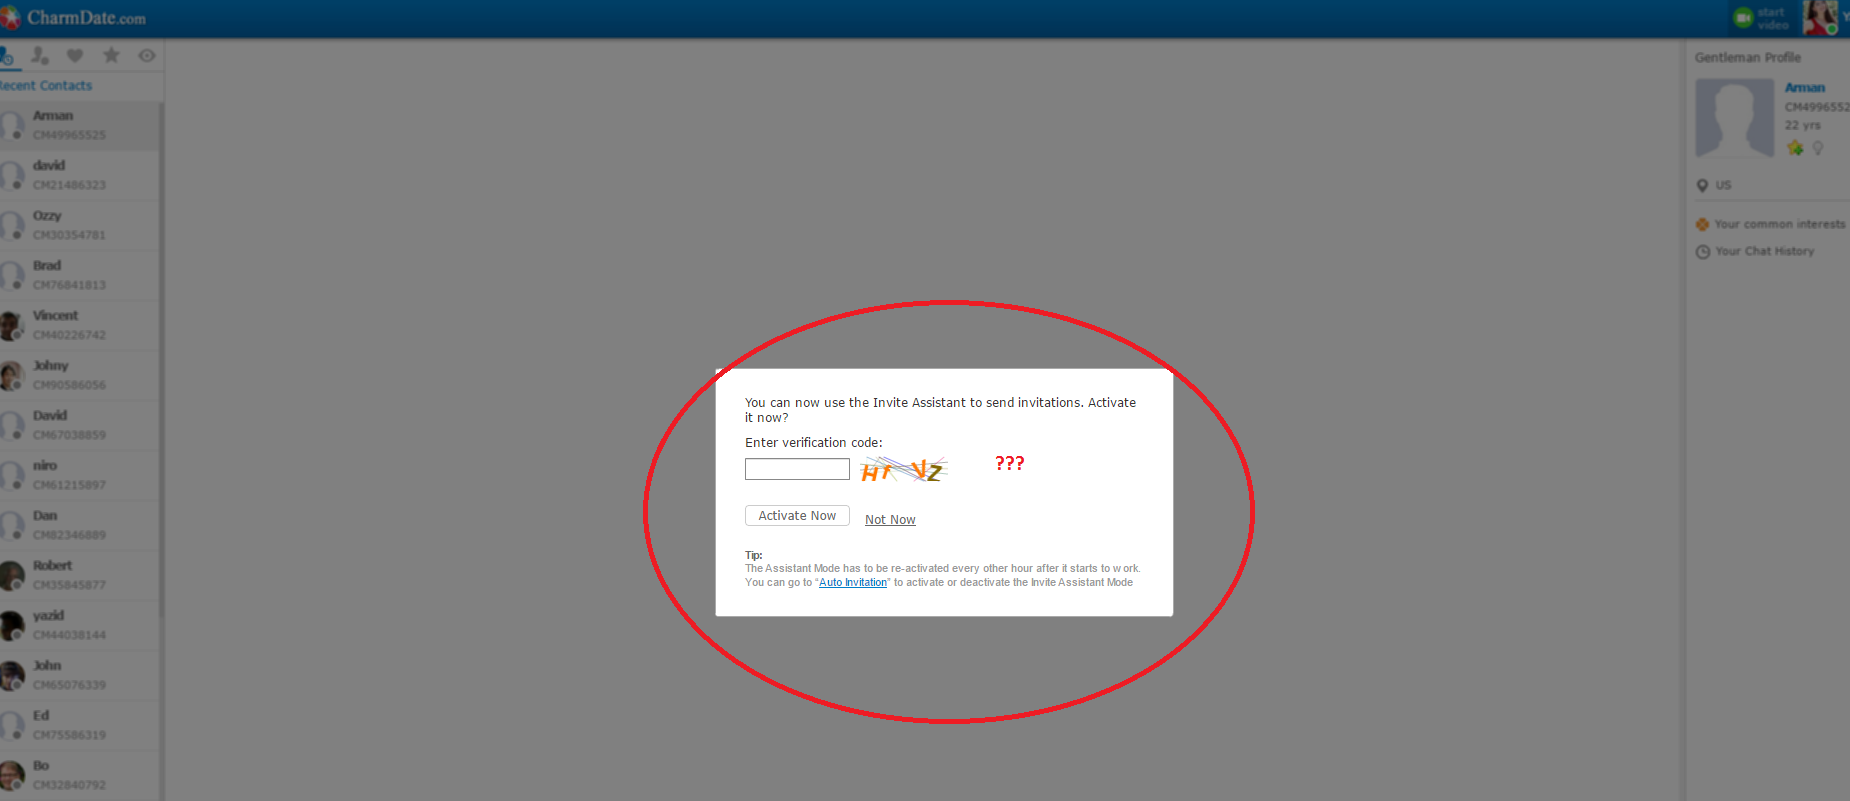 CharmDate.com
start
video
Recent Contacts
Arman
CM49965525
david
CM21486323
Ozzy
CM30354781
Brad
CM76841813
Vincent
CM40226742
Johny
CM90586056
David
CM67038859
niro
CM61215897
Dan
CM82346889
Robert
CM35845877
yazid
CM44038144
John
CM65076339
Ed
CM75586319
Bo
CM32840792
You can now use the Invite Assistant to send invitations. Activate
it now?
Enter verification code:
???
Activate Now
Not Now
Tip:
The Assistant Mode has to be re-activated every other hour after it starts to work.
You can go to “Auto Invitation” to activate or deactivate the Invite Assistant Mode
Gentleman Profile
Arman
CM4996552
22 yrs
US
Your common interests
Your Chat History